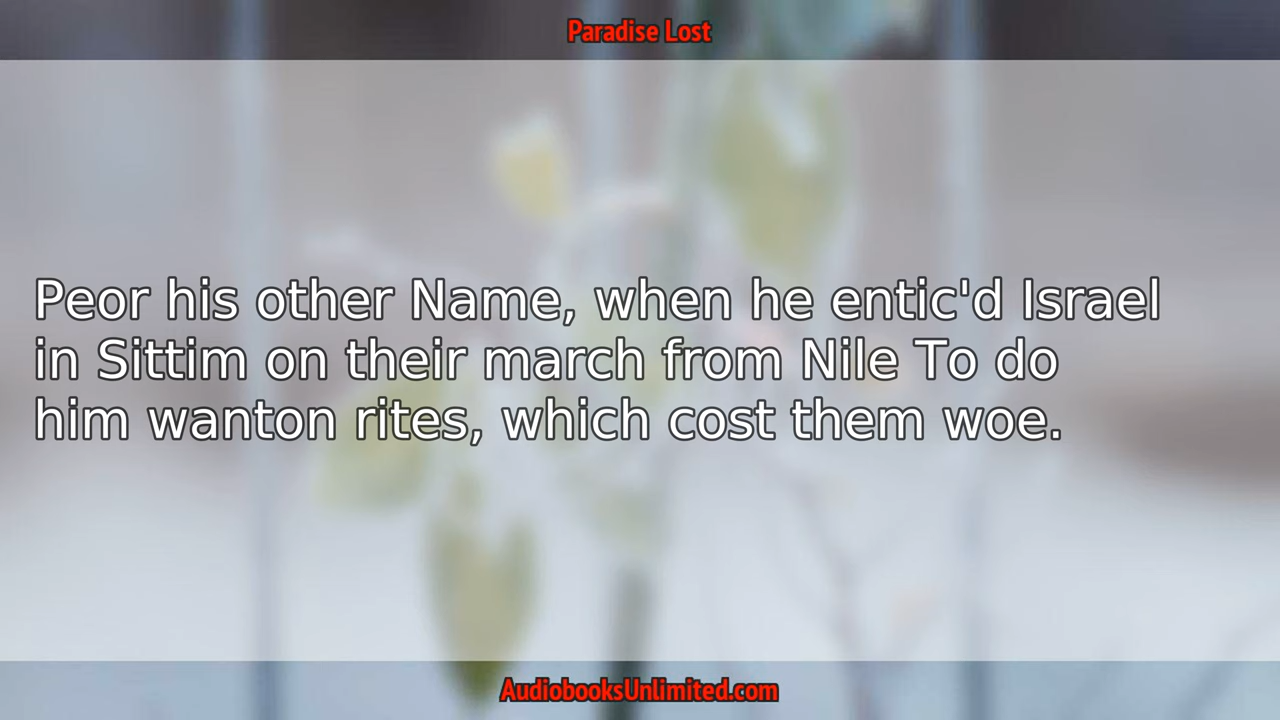 Paradise Lost
Peor his other Name, when he entic'd Israel
in Sittim on their march from Nile To do
him wanton rites, which cost them woe.
AudiobooksUnlimited.com